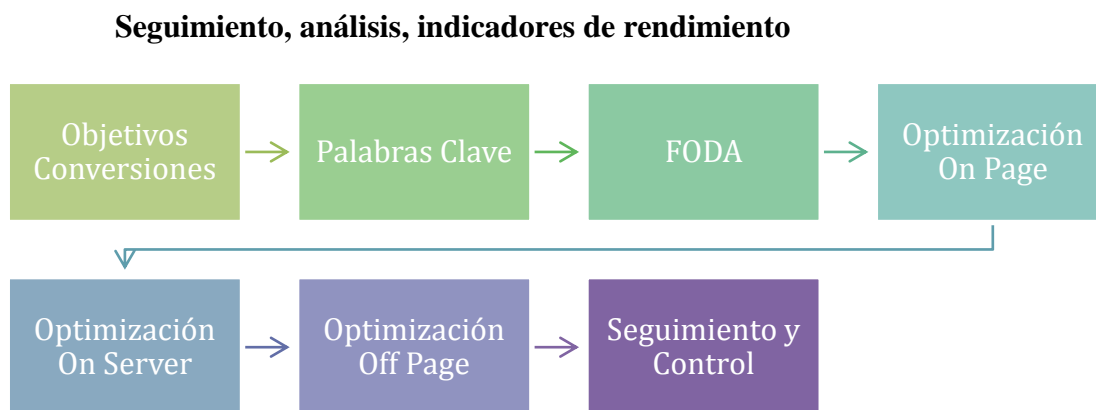 Seguimiento, análisis, indicadores de rendimiento
Objetivos
Conversiones
Palabras Clave
FODA
Optimización
On Page
Optimización
On Server
Optimización
Off Page
Seguimiento y
Control